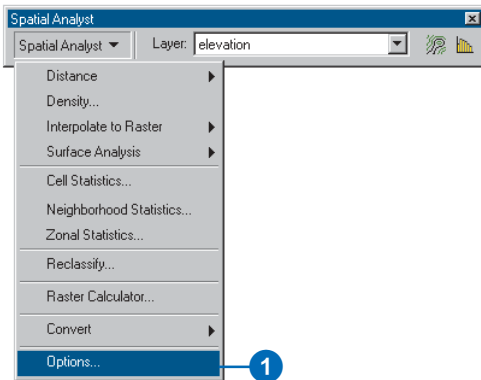 Spatial Analyst
Spatial Analyst Layer: elevation
Distance
Density...
Interpolate to Raster
Surface Analysis
Cell Statistics...
Neighborhood Statistics...
Zonal Statistics...
Reclassify...
Raster Calculator...
Convert
Options... 1